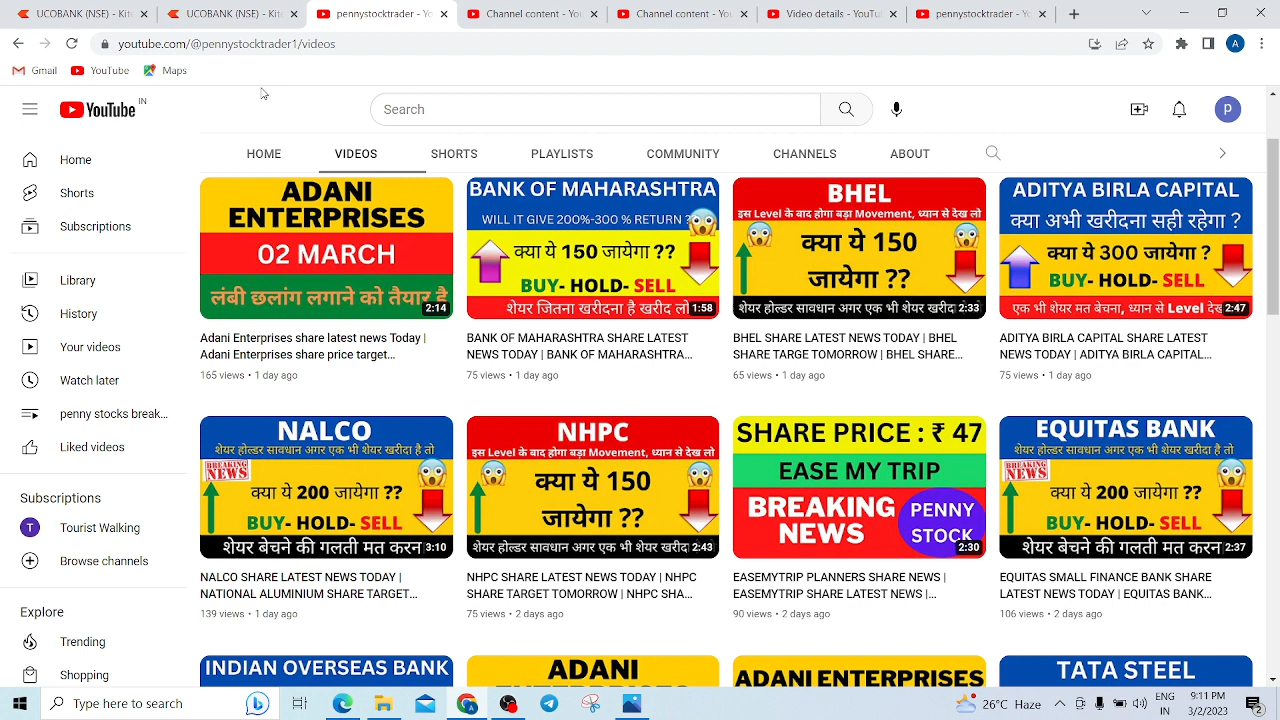 UCOBANK (NSE) - Kite
UCOBANK (NSE) - Kite
penny stocktrader - YouTube
Channel content - YouTube
Channel content - YouTube
Video details - YouTube
pennystocktrader - YouTube
youtube.com/@pennystocktrader1/videos
A
Gmail
YouTube
Maps
YouTube IN
Search
P
HOME
VIDEOS
SHORTS
PLAYLISTS
COMMUNITY
CHANNELS
ABOUT
Home
Shorts
Subscriptions
Library
History
Your videos
Watch later
penny stocks break...
Liked videos
Subscriptions
T Tourist Walking
Browse channels
Explore
Trending
Shopping
ADANI
ENTERPRISES
02 MARCH
लंबी छलांग लगाने को तैयार है
2:14
Adani Enterprises share latest news Today |
Adani Enterprises share price target...
165 views • 1 day ago
BANK OF MAHARASHTRA
WILL IT GIVE 200%-300 % RETURN ?
क्या ये 150 जायेगा ??
BUY- HOLD- SELL
शेयर जितना खरीदना है खरीद लो
1:58
BANK OF MAHARASHTRA SHARE LATEST
NEWS TODAY | BANK OF MAHARASHTRA...
75 views • 1 day ago
BHEL
इस Level के बाद होगा बड़ा Movement, ध्यान से देख लो
क्या ये 150
जायेगा ??
शेयर होल्डर सावधान अगर एक भी शेयर खरीदा
2:33
BHEL SHARE LATEST NEWS TODAY | BHEL
SHARE TARGE TOMORROW | BHEL SHARE...
65 views • 1 day ago
ADITYA BIRLA CAPITAL
क्या अभी खरीदना सही रहेगा ?
क्या ये 300 जायेगा ?
BUY- HOLD- SELL
एक भी शेयर मत बेचना, ध्यान से Level देख
2:47
ADITYA BIRLA CAPITAL SHARE LATEST
NEWS TODAY | ADITYA BIRLA CAPITAL...
75 views • 1 day ago
NALCO
शेयर होल्डर सावधान अगर एक भी शेयर खरीदा है तो
BREAKING
NEWS
क्या ये 200 जायेगा ??
BUY- HOLD- SELL
शेयर बेचने की गलती मत करन
3:10
NALCO SHARE LATEST NEWS TODAY |
NATIONAL ALUMINIUM SHARE TARGET...
139 views • 1 day ago
NHPC
इस Level के बाद होगा बड़ा Movement, ध्यान से देख लो
क्या ये 150
जायेगा ??
शेयर होल्डर सावधान अगर एक भी शेयर खरीदा
2:43
NHPC SHARE LATEST NEWS TODAY | NHPC
SHARE TARGET TOMORROW | NHPC SHA...
75 views • 2 days ago
SHARE PRICE : ₹ 47
EASE MY TRIP
BREAKING
NEWS
PENNY
STOCK
2:30
EASEMYTRIP PLANNERS SHARE NEWS |
EASEMYTRIP SHARE LATEST NEWS |...
90 views • 2 days ago
EQUITAS BANK
शेयर होल्डर सावधान अगर एक भी शेयर खरीदा है तो
BREAKING
NEWS
क्या ये 200 जायेगा ??
BUY- HOLD- SELL
शेयर बेचने की गलती मत करन
2:37
EQUITAS SMALL FINANCE BANK SHARE
LATEST NEWS TODAY | EQUITAS BANK...
106 views • 2 days ago
INDIAN OVERSEAS BANK
ADANI
ADANI ENTERPRISES
TATA STEEL
Type here to search
26°C Haze
ENG
IN
9:11 PM
3/2/2023
2